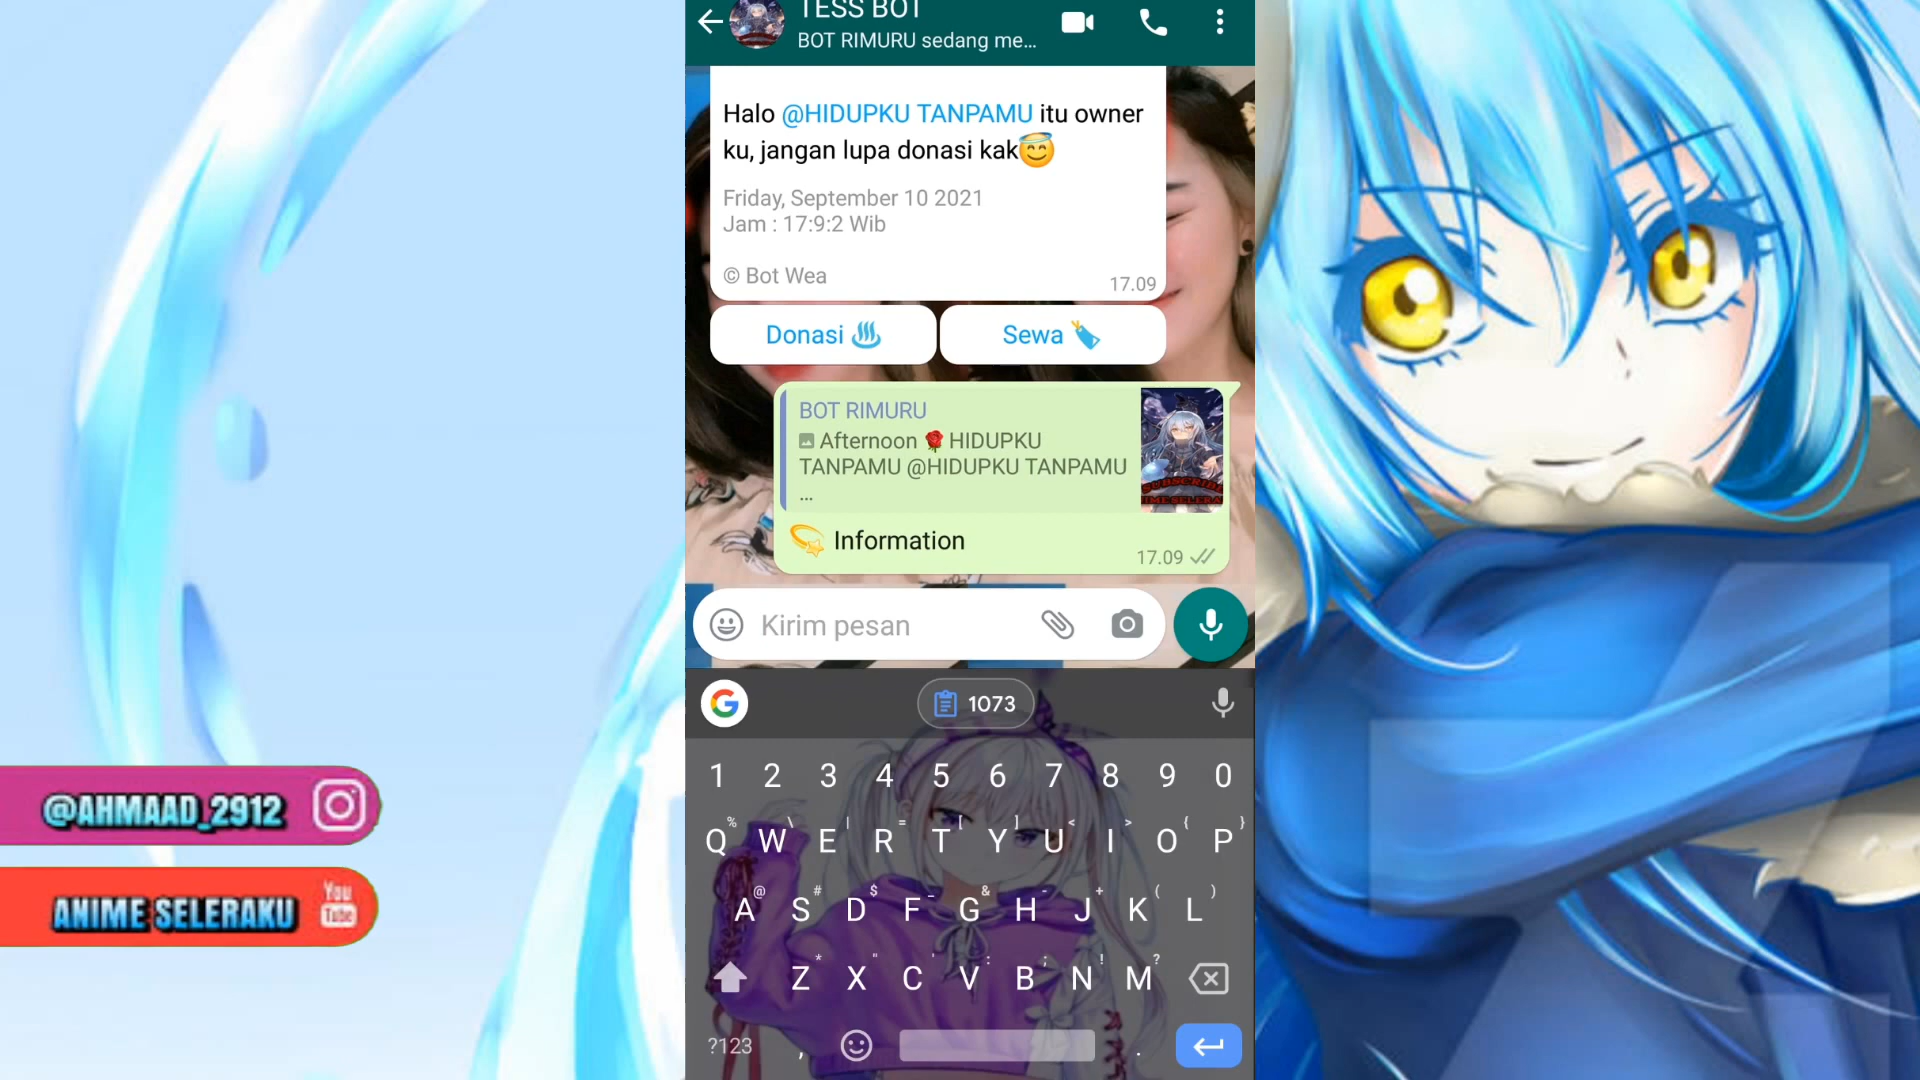 TESS BOT
BOT RIMURU sedang me...
Halo @HIDUPKU TANPAMU itu owner
ku, jangan lupa donasi kak😇
Friday, September 10 2021
Jam : 17:9:2 Wib
© Bot Wea
17.09
Donasi ♨
Sewa 🍾
BOT RIMURU
Afternoon 🌹 HIDUPKU
TANPAMU @HIDUPKU TANPAMU
...
SUBSCRIBE
💫 Information
17.09
Kirim pesan
G
1073
1 2 3 4 5 6 7 8 9 0
% \ | = [ ] < > { }
Q W E R T Y U I O P
@ # $ _ & - + ( )
A S D F G H J K L
* " ' : ; ! ?
Z X C V B N M
?123 , .
@AHMAAD_2912
ANIME SELERAKU
You
Tube